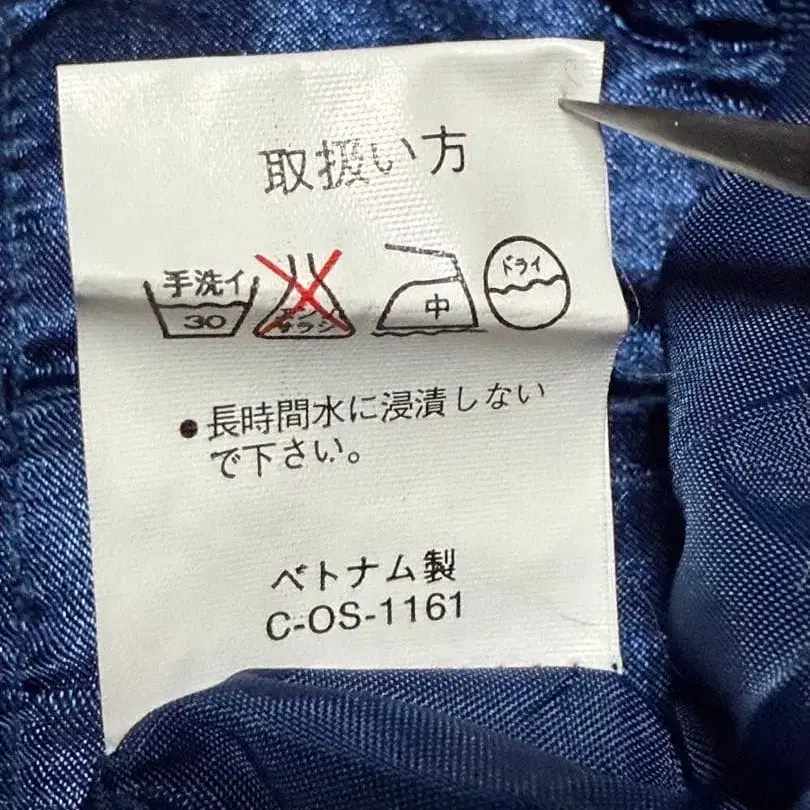 取扱い方
手洗イ
30
エンソ
サラシ
中
ドライ
●長時間水に浸漬しない
で下さい。
ベトナム製
C-OS-1161